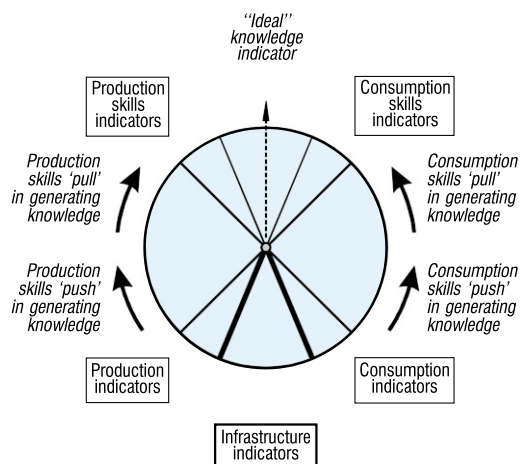 “Ideal”
knowledge
indicator
Production
skills
indicators
Consumption
skills
indicators
Production
skills ‘pull’
in generating
knowledge
Consumption
skills ‘pull’
in generating
knowledge
Production
skills ‘push’
in generating
knowledge
Consumption
skills ‘push’
in generating
knowledge
Production
indicators
Consumption
indicators
Infrastructure
indicators